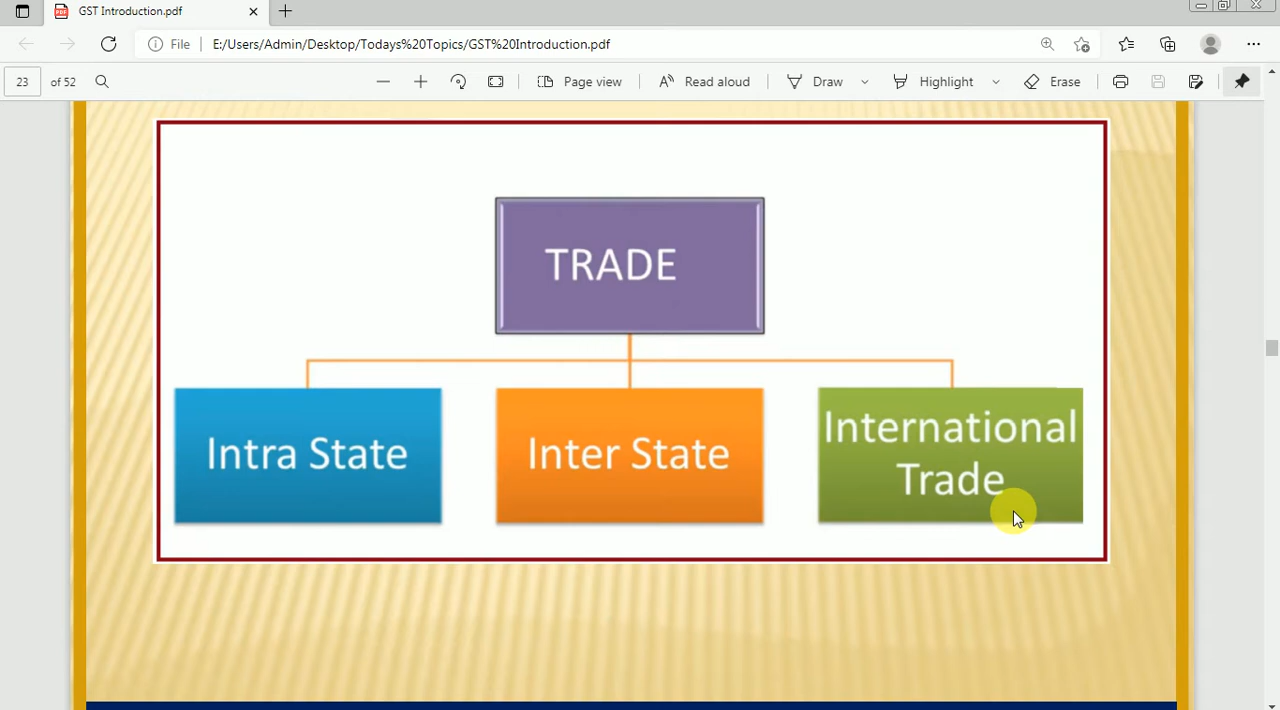 GST Introduction.pdf
File E:/Users/Admin/Desktop/Todays%20Topics/GST%20Introduction.pdf
23 of 52 Page view Read aloud Draw Highlight Erase
TRADE
Intra State
Inter State
International
Trade